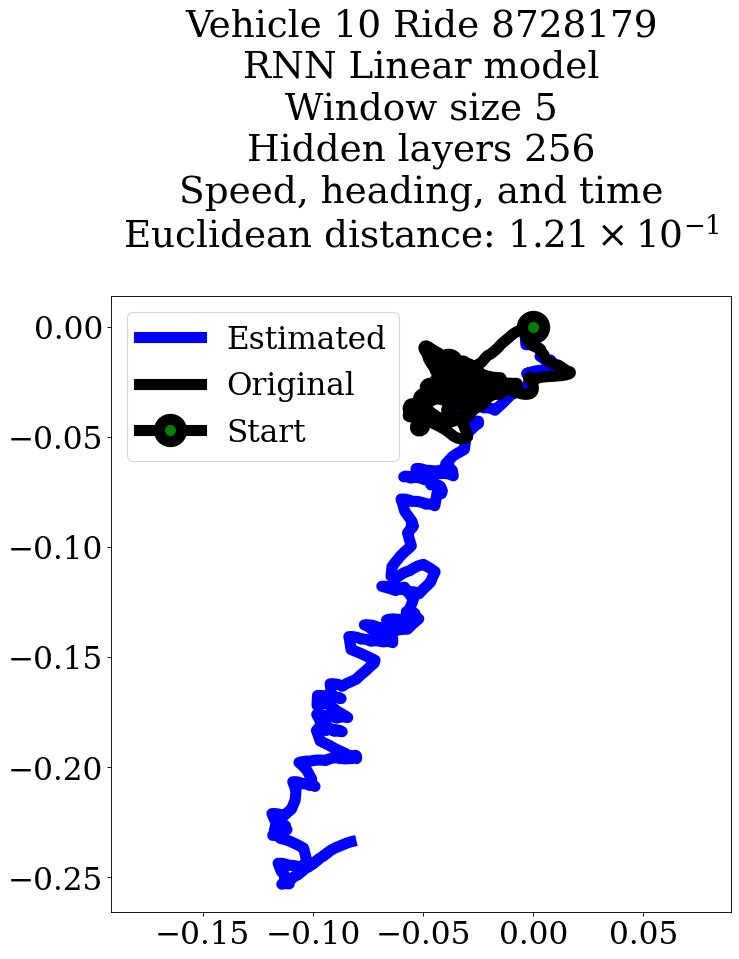 Vehicle 10 Ride 8728179
RNN Linear model
Window size 5
Hidden layers 256
Speed, heading, and time
Euclidean distance: 1.21 × 10⁻¹
Estimated
Original
Start
0.00
−0.05
−0.10
−0.15
−0.20
−0.25
−0.15 −0.10 −0.05 0.00 0.05